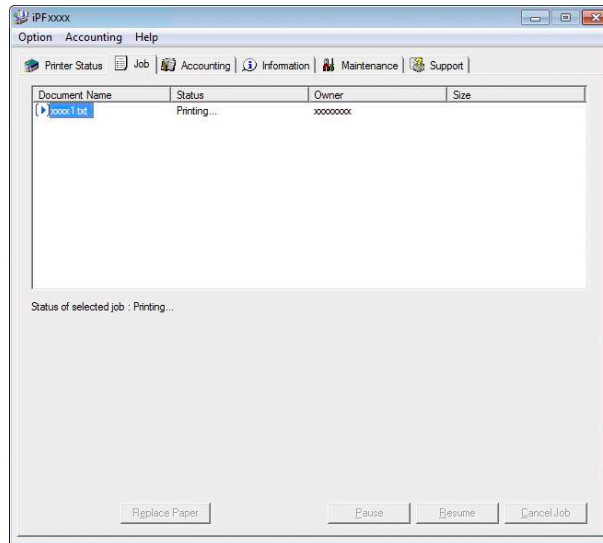 iPFxxxx
Option Accounting Help
Printer Status Job Accounting Information Maintenance Support
Document Name Status Owner Size
xxxx1.txt Printing... xxxxxxxx
Status of selected job : Printing...
Replace Paper Pause Resume Cancel Job